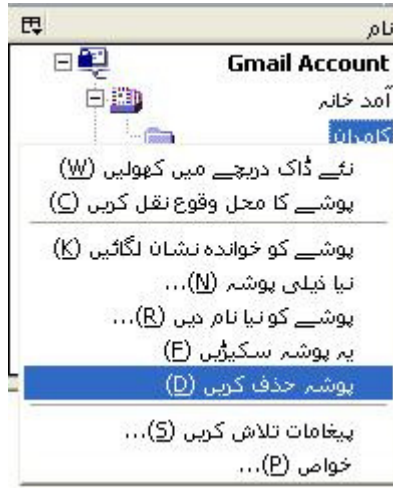 نام
Gmail Account
آمد خانہ
کامران
نئے ڈاک دریچے میں کھولیں (W)
پوشے کا محل وقوع نقل کریں (C)
پوشے کو خواندہ نشان لگائیں (K)
نیا ذیلی پوشہ (N)...
پوشے کو نیا نام دیں (R)...
یہ پوشہ سکیڑیں (F)
پوشہ حذف کریں (D)
پیغامات تلاش کریں (S)...
خواص (P)...